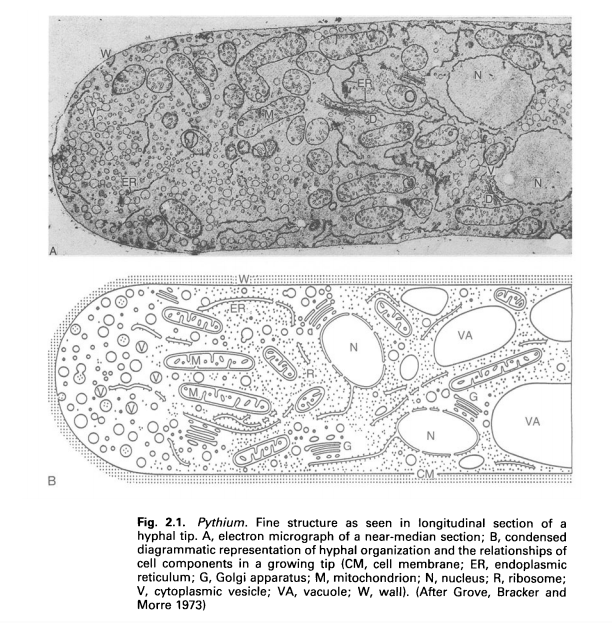 W
N
ER
M
D
V
V
ER
N
D
A
W
ER
V
M
V
V
V
M
R
N
VA
G
G
N
VA
CM
B
Fig. 2.1. Pythium. Fine structure as seen in longitudinal section of a
hyphal tip. A, electron micrograph of a near-median section; B, condensed
diagrammatic representation of hyphal organization and the relationships of
cell components in a growing tip (CM, cell membrane; ER, endoplasmic
reticulum; G, Golgi apparatus; M, mitochondrion; N, nucleus; R, ribosome;
V, cytoplasmic vesicle; VA, vacuole; W, wall). (After Grove, Bracker and
Morre 1973)